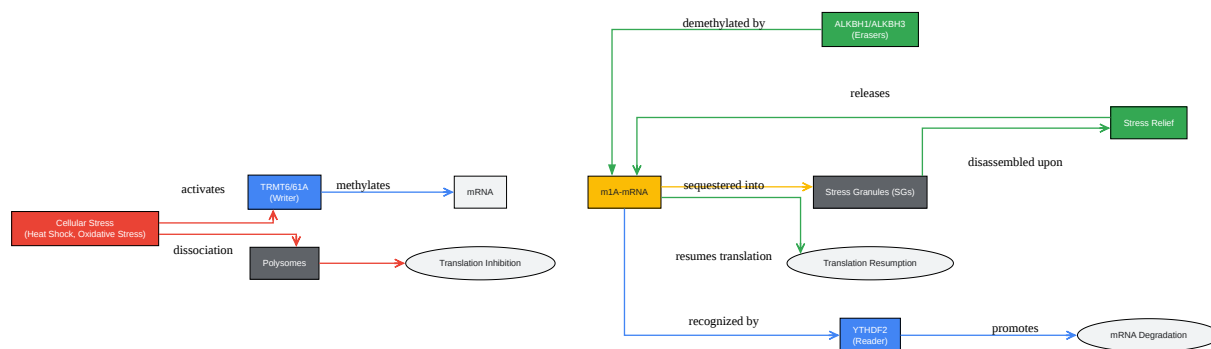 demethylated by
ALKBH1/ALKBH3
(Erasers)
releases
Stress Relief
disassembled upon
activates
TRMT6/61A
(Writer)
methylates
mRNA
m1A-mRNA
sequestered into
Stress Granules (SGs)
Cellular Stress
(Heat Shock, Oxidative Stress)
dissociation
Polysomes
Translation Inhibition
resumes translation
Translation Resumption
recognized by
YTHDF2
(Reader)
promotes
mRNA Degradation